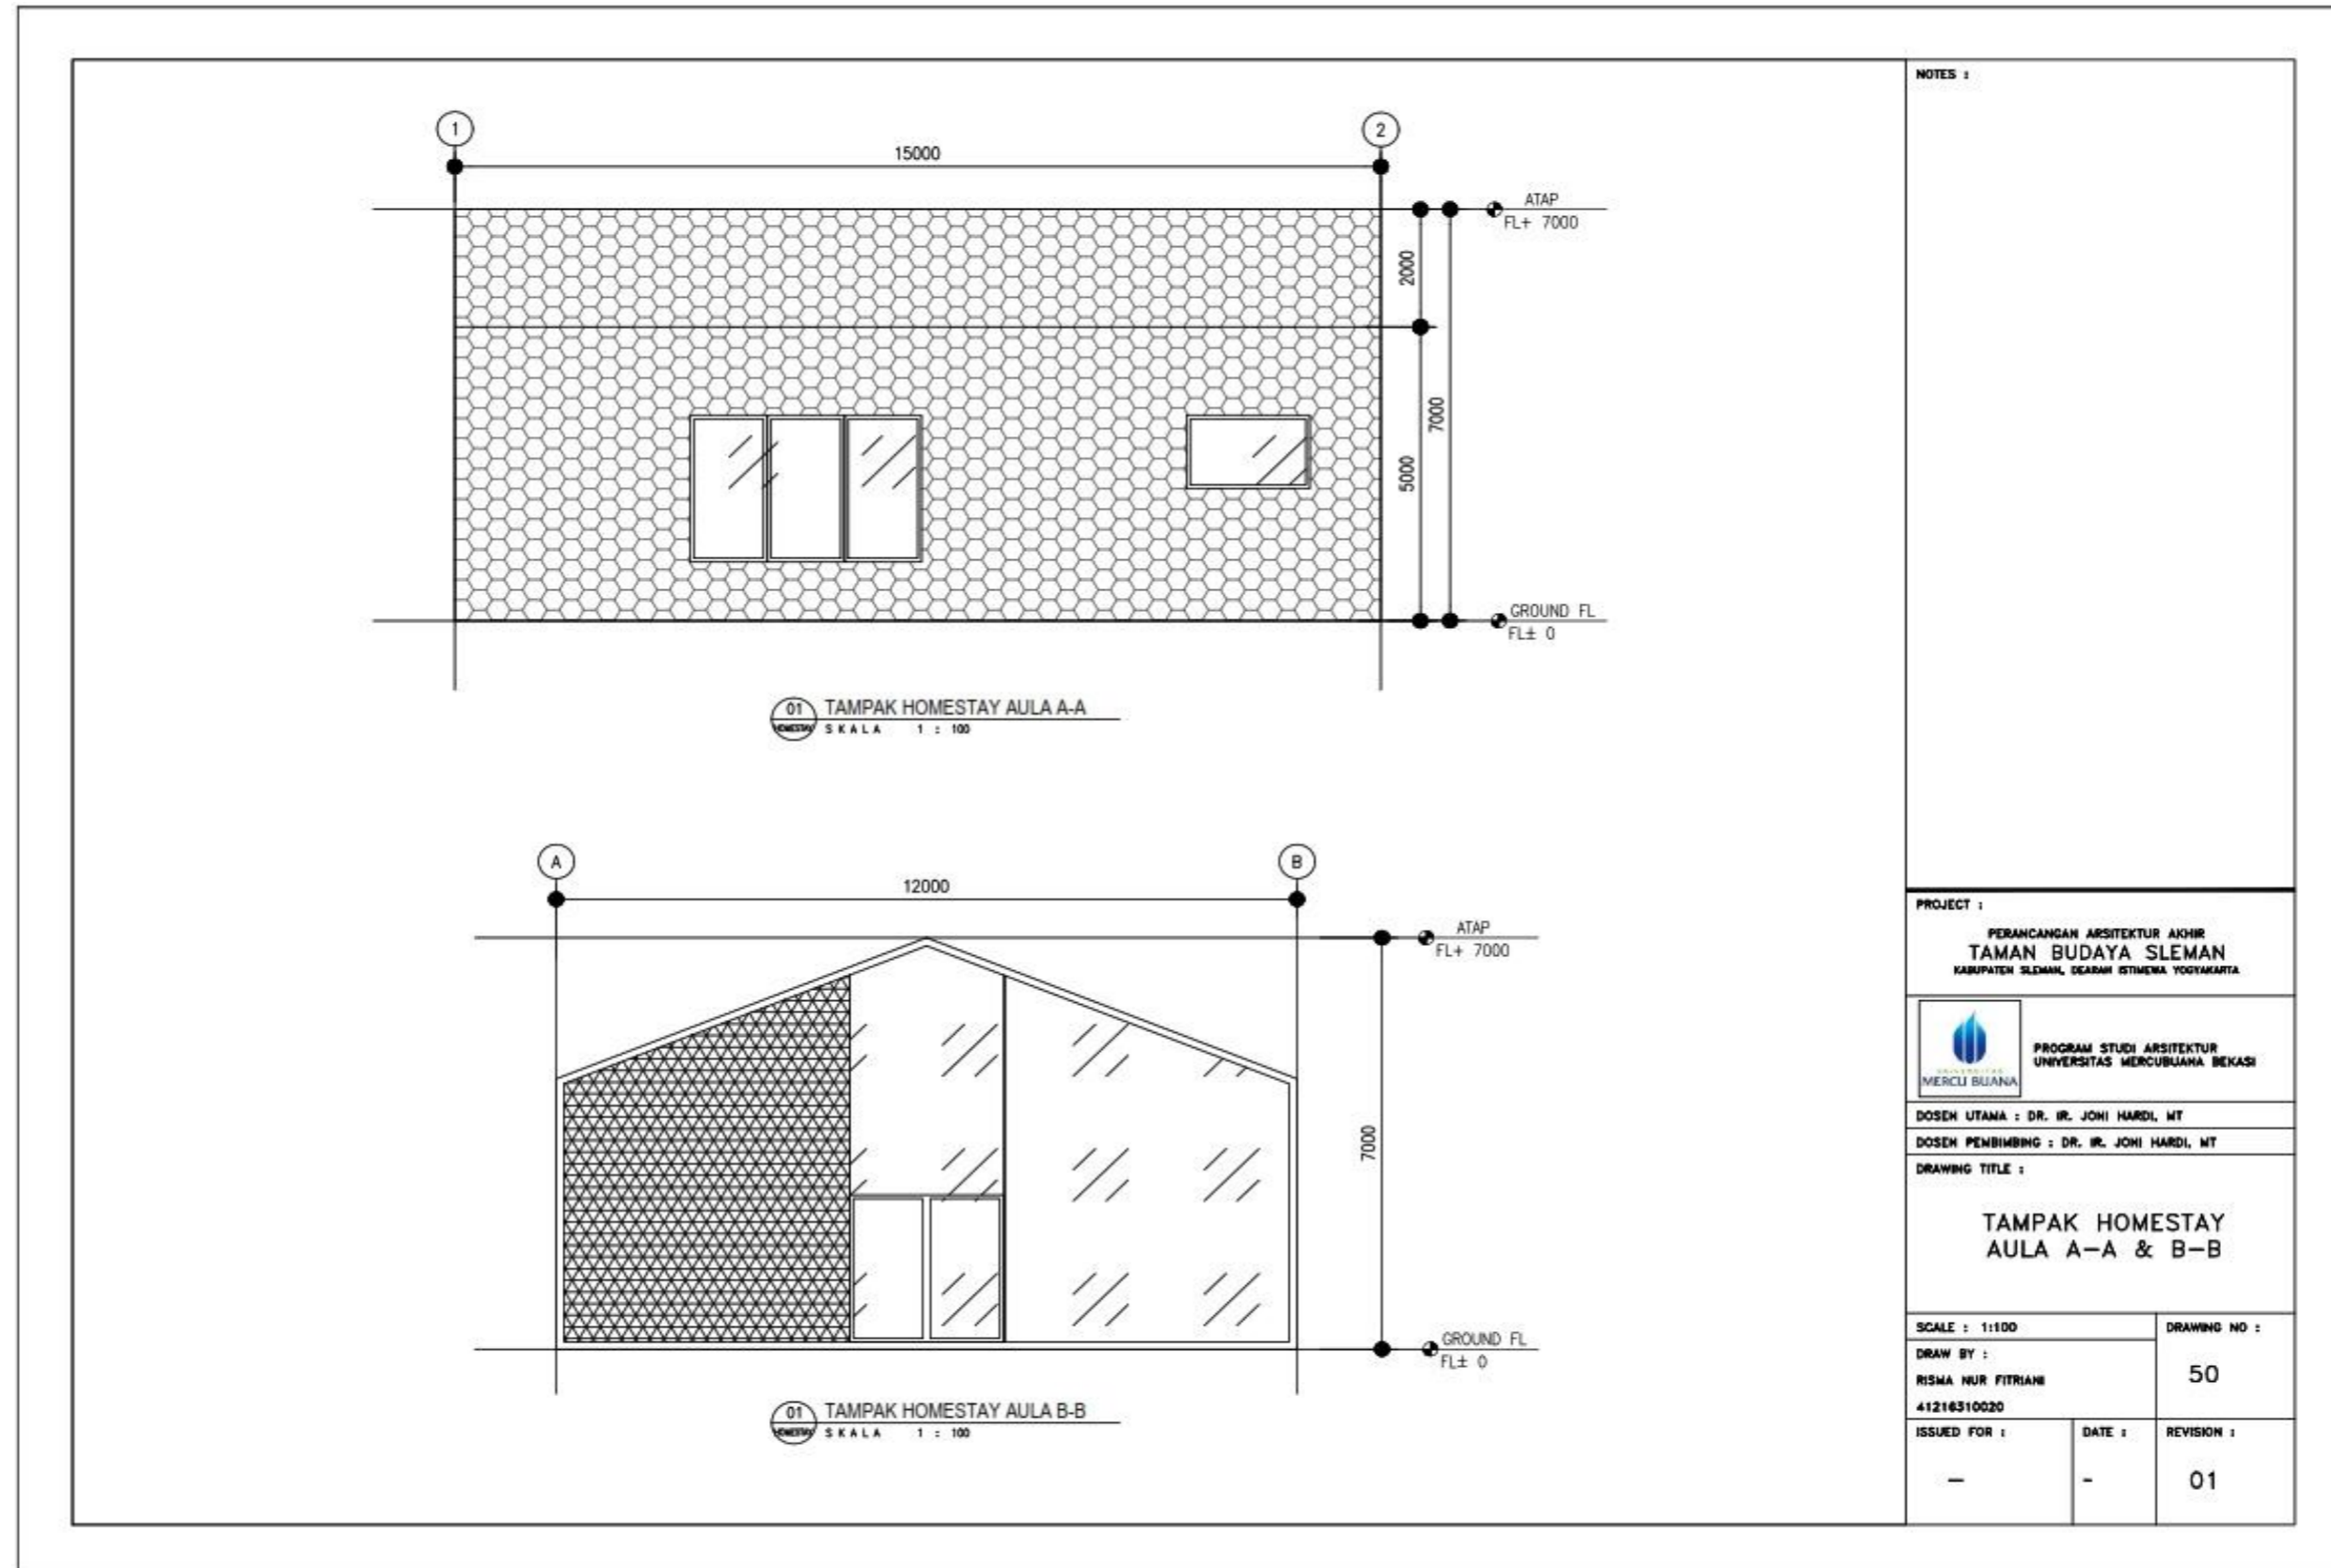 NOTES :
1
2
15000
ATAP
FL+ 7000
2000
7000
5000
GROUND FL
FL± 0
01
TAMPAK HOMESTAY AULA A-A
HOMESTAY
SKALA 1 : 100
A
B
12000
ATAP
FL+ 7000
7000
GROUND FL
FL± 0
01
TAMPAK HOMESTAY AULA B-B
HOMESTAY
SKALA 1 : 100
PROJECT :
PERANCANGAN ARSITEKTUR AKHIR
TAMAN BUDAYA SLEMAN
KABUPATEN SLEMAN, DEARAH ISTIMEWA YOGYAKARTA
UNIVERSITAS
MERCU BUANA
PROGRAM STUDI ARSITEKTUR
UNIVERSITAS MERCUBUANA BEKASI
DOSEN UTAMA : DR. IR. JONI HARDI, MT
DOSEN PEMBIMBING : DR. IR. JONI HARDI, MT
DRAWING TITLE :
TAMPAK HOMESTAY
AULA A-A & B-B
SCALE : 1:100
DRAWING NO :
50
DRAW BY :
RISMA NUR FITRIANI
41216310020
ISSUED FOR :
-
DATE :
-
REVISION :
01